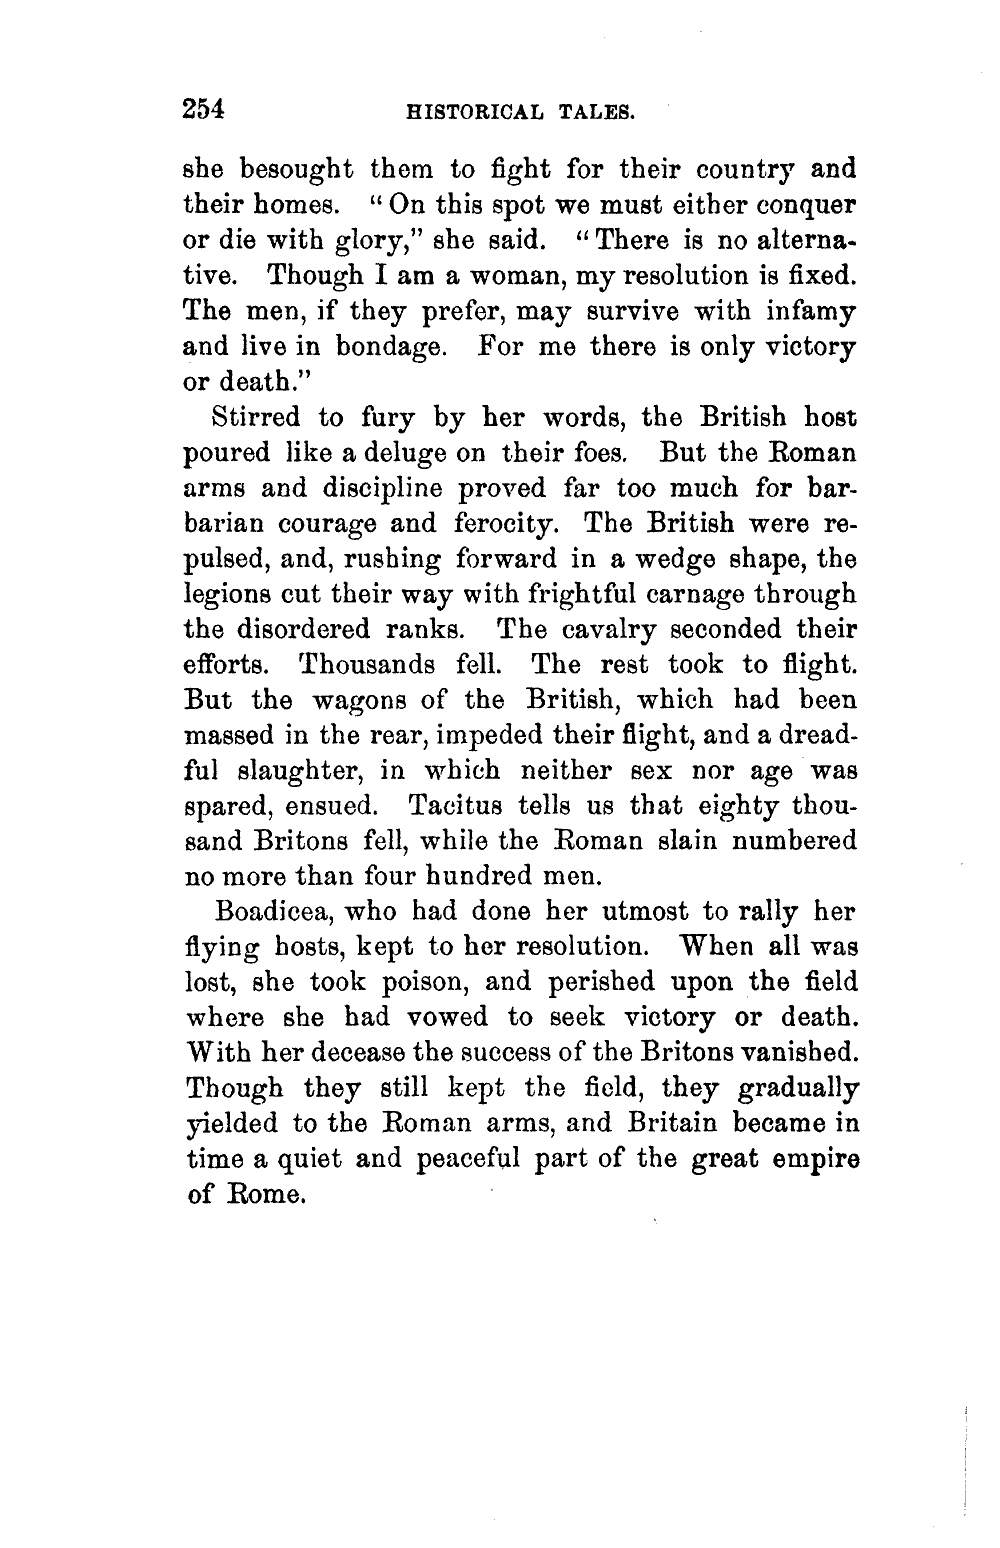 254 HISTORICAL TALES.
she besought them to fight for their country and
their homes. “On this spot we must either conquer
or die with glory,” she said. “There is no alterna-
tive. Though I am a woman, my resolution is fixed.
The men, if they prefer, may survive with infamy
and live in bondage. For me there is only victory
or death.”
Stirred to fury by her words, the British host
poured like a deluge on their foes. But the Roman
arms and discipline proved far too much for bar-
barian courage and ferocity. The British were re-
pulsed, and, rushing forward in a wedge shape, the
legions cut their way with frightful carnage through
the disordered ranks. The cavalry seconded their
efforts. Thousands fell. The rest took to flight.
But the wagons of the British, which had been
massed in the rear, impeded their flight, and a dread-
ful slaughter, in which neither sex nor age was
spared, ensued. Tacitus tells us that eighty thou-
sand Britons fell, while the Roman slain numbered
no more than four hundred men.
Boadicea, who had done her utmost to rally her
flying hosts, kept to her resolution. When all was
lost, she took poison, and perished upon the field
where she had vowed to seek victory or death.
With her decease the success of the Britons vanished.
Though they still kept the field, they gradually
yielded to the Roman arms, and Britain became in
time a quiet and peaceful part of the great empire
of Rome.